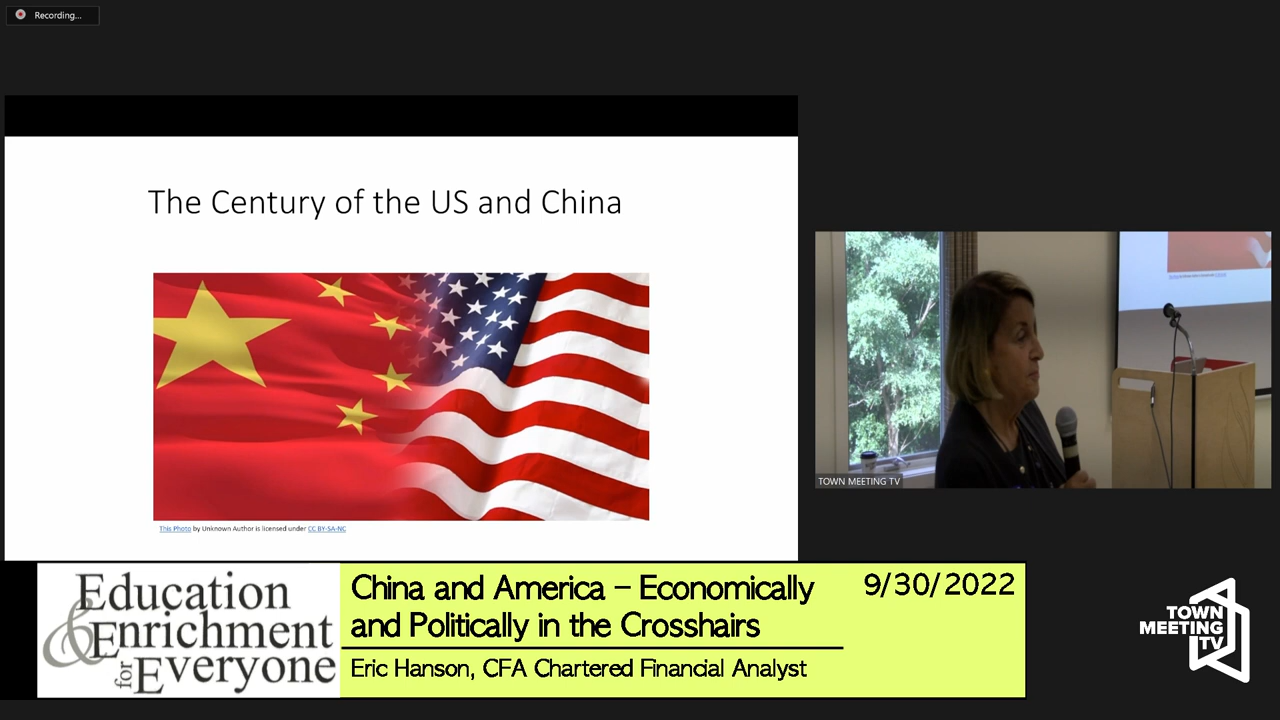 Recording...
The Century of the US and China
This Photo by Unknown Author is licensed under CC BY-SA-NC
TOWN MEETING TV
Education
& Enrichment
for Everyone
China and America – Economically
and Politically in the Crosshairs
Eric Hanson, CFA Chartered Financial Analyst
9/30/2022
TOWN
MEETING
TV